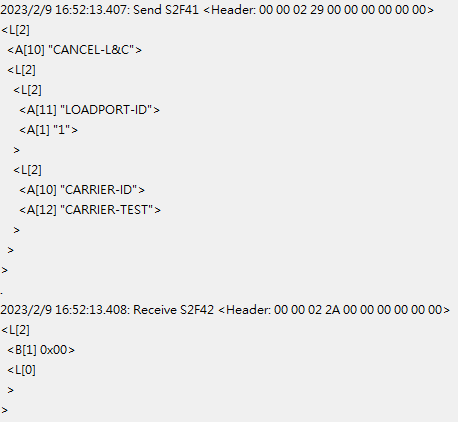 2023/2/9 16:52:13.407: Send S2F41 <Header: 00 00 02 29 00 00 00 00 00 00>
<L[2]
<A[10] "CANCEL-L&C">
<L[2]
<L[2]
<A[11] "LOADPORT-ID">
<A[1] "1">
>
<L[2]
<A[10] "CARRIER-ID">
<A[12] "CARRIER-TEST">
>
>
>
.
2023/2/9 16:52:13.408: Receive S2F42 <Header: 00 00 02 2A 00 00 00 00 00 00>
<L[2]
<B[1] 0x00>
<L[0]
>
>